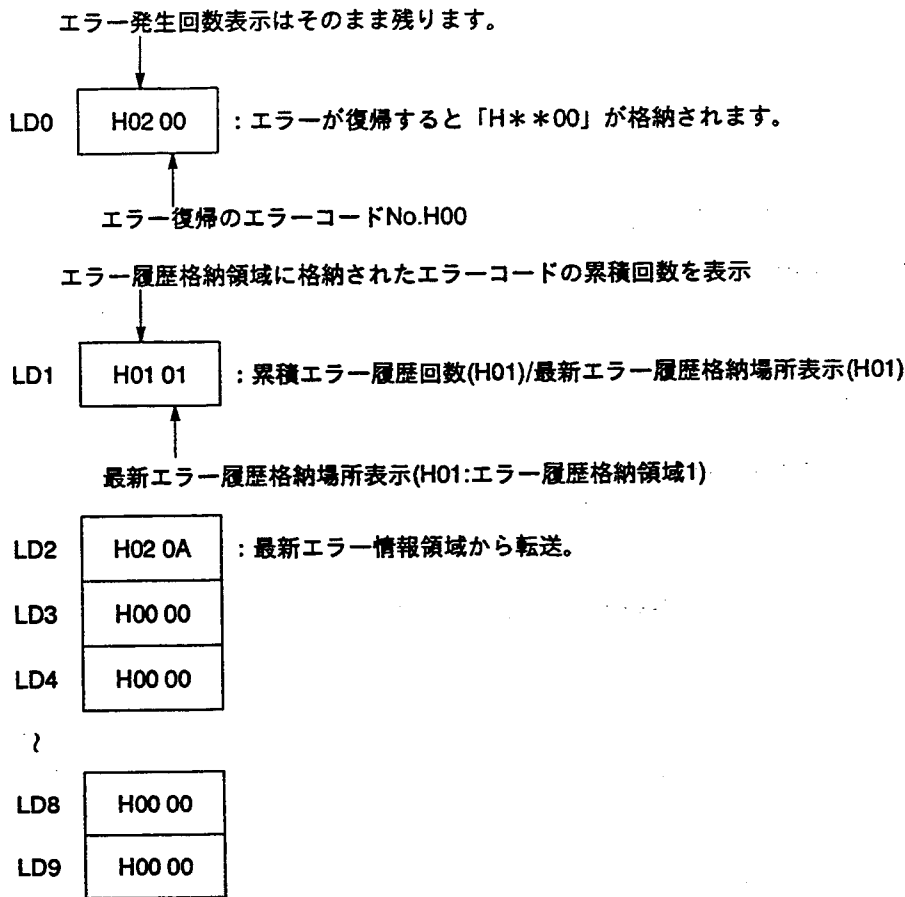 エラー発生回数表示はそのまま残ります。
LD0 H02 00 :エラーが復帰すると「H＊＊00」が格納されます。
エラー復帰のエラーコードNo.H00
エラー履歴格納領域に格納されたエラーコードの累積回数を表示
LD1 H01 01 :累積エラー履歴回数(H01)/最新エラー履歴格納場所表示(H01)
最新エラー履歴格納場所表示(H01:エラー履歴格納領域1)
LD2 H02 0A :最新エラー情報領域から転送。
LD3 H00 00
LD4 H00 00
～
LD8 H00 00
LD9 H00 00